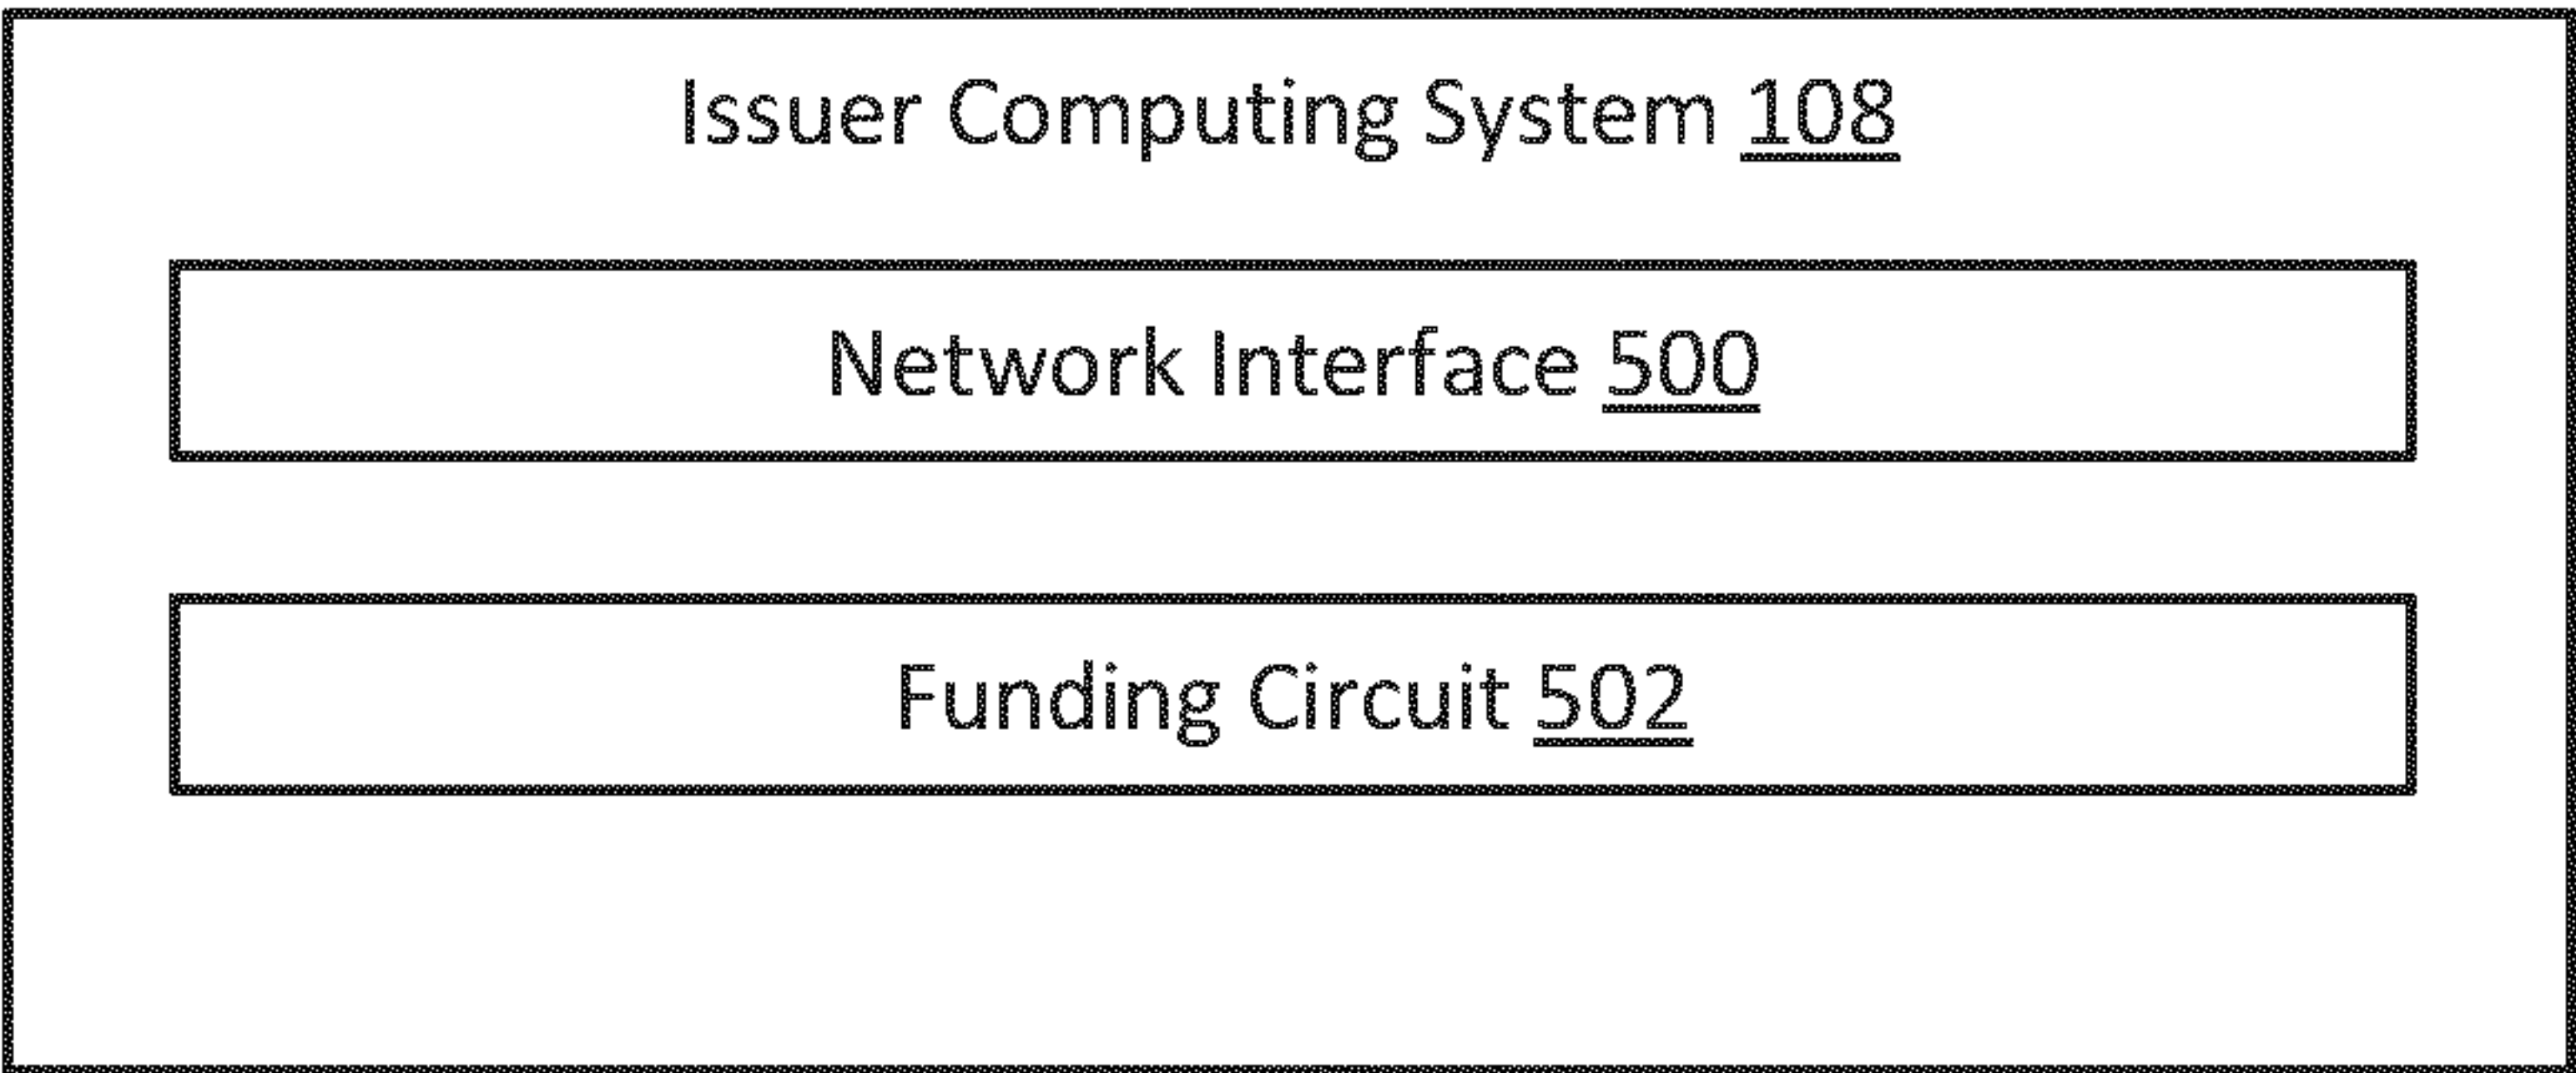 Issuer Computing System 108
Network Interface 500
Funding Circuit 502